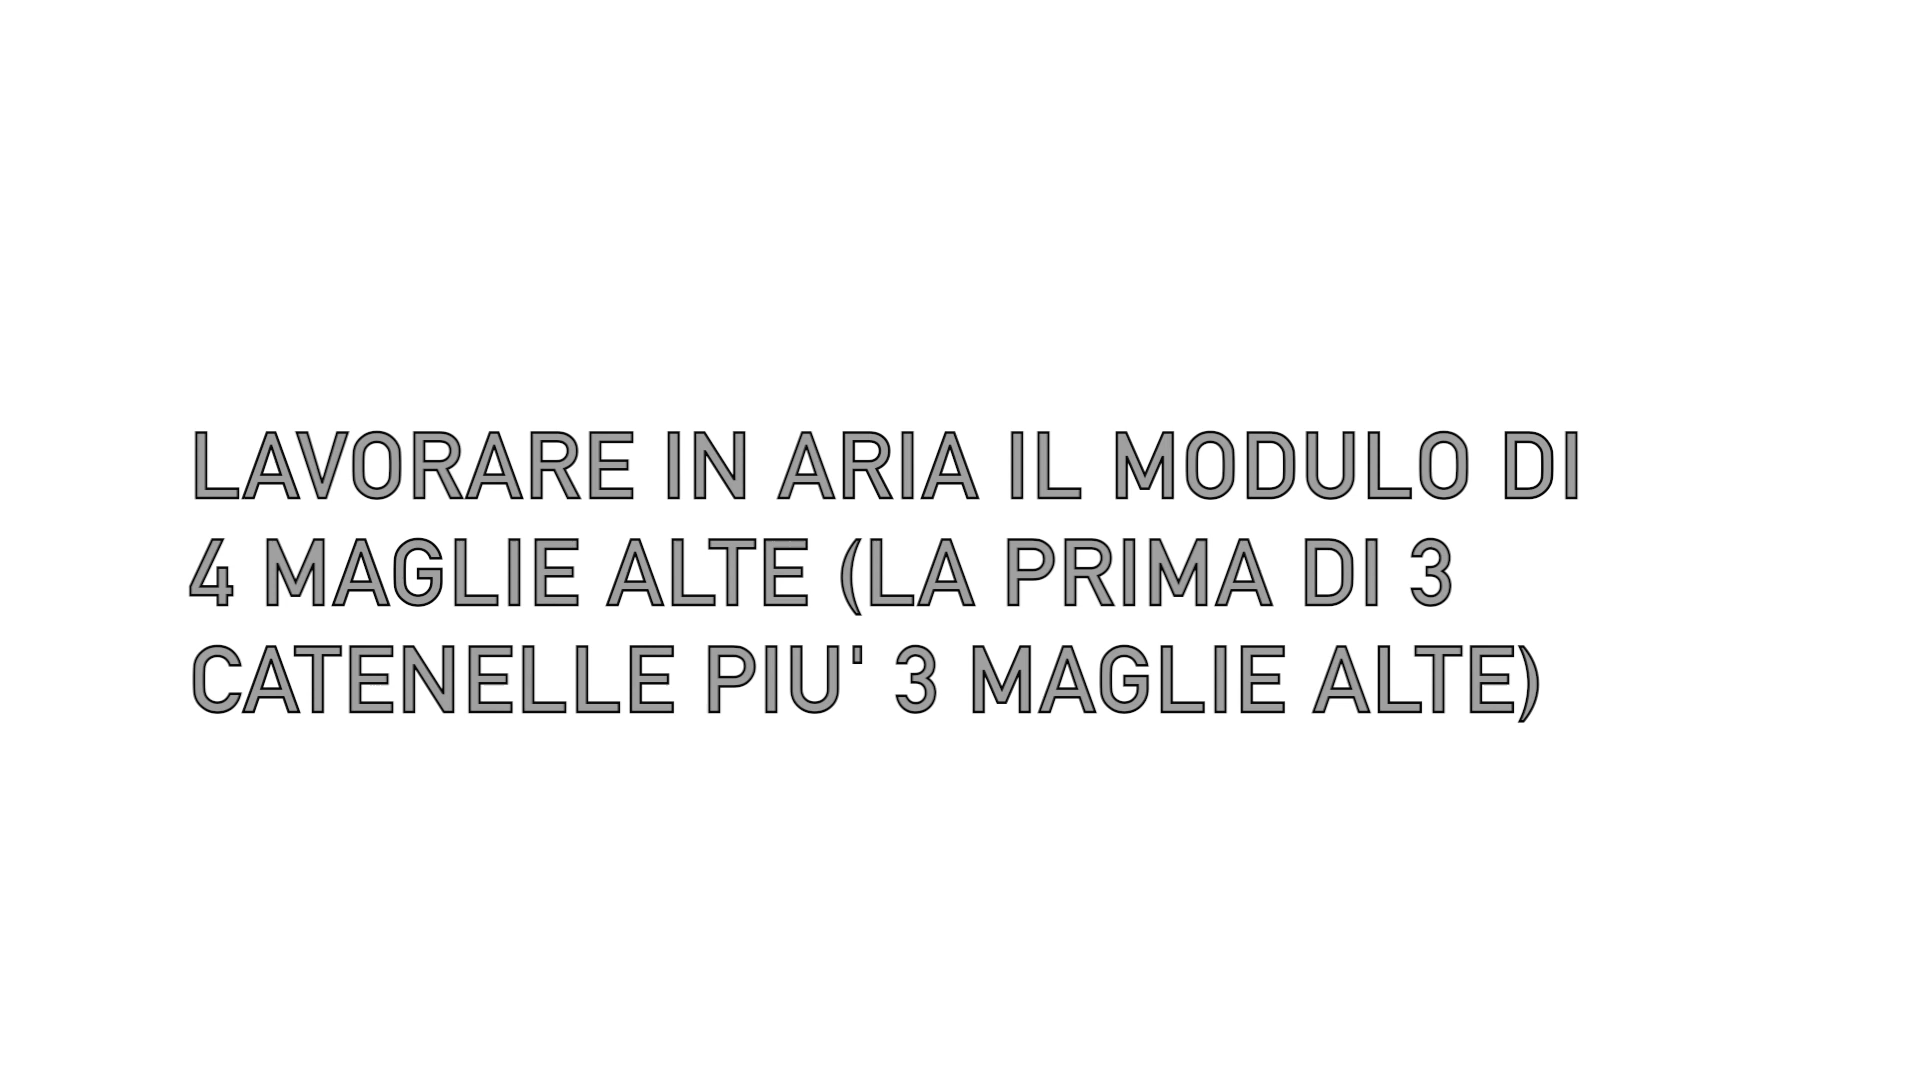 LAVORARE IN ARIA IL MODULO DI
4 MAGLIE ALTE (LA PRIMA DI 3
CATENELLE PIU' 3 MAGLIE ALTE)